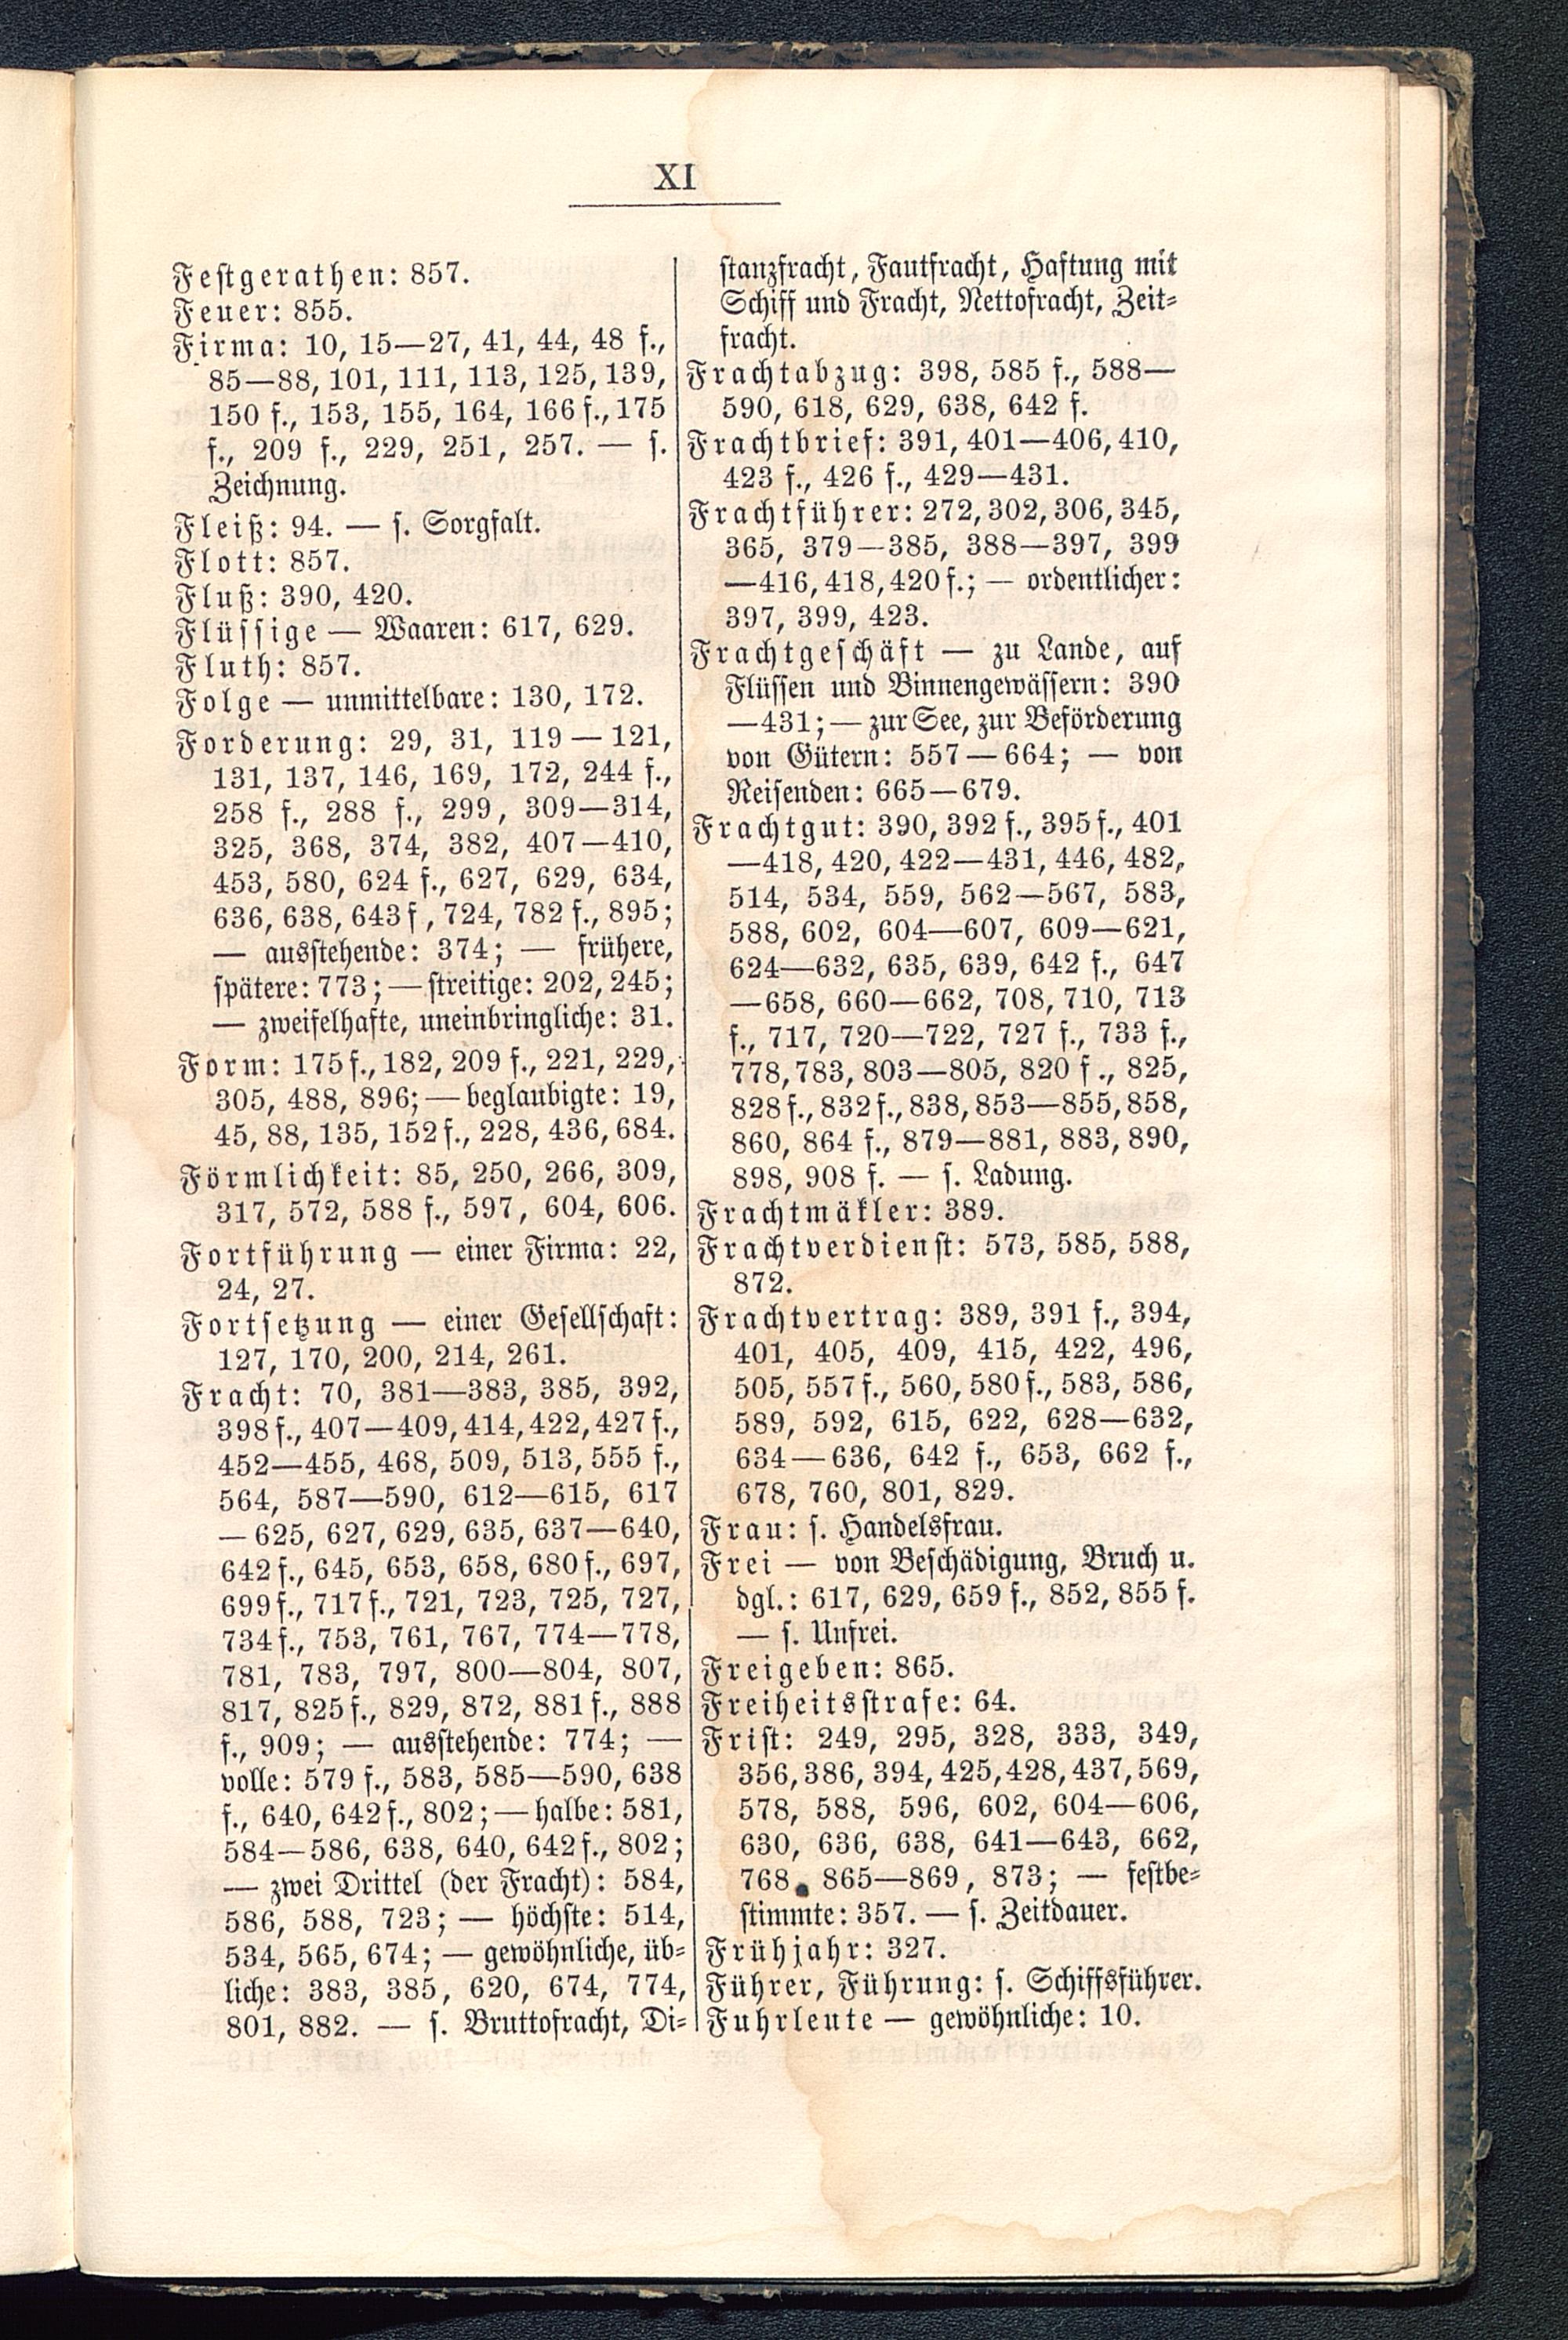 XI
Festgerathen: 857.
Feuer: 855.
Firma: 10, 15—27, 41, 44, 48 f.,
85—88, 101, 111, 113, 125, 139,
150 f., 153, 155, 164, 166 f., 175
f., 209 f., 229, 251, 257. — s.
Zeichnung.
Fleiß: 94. — s. Sorgfalt.
Flott: 857.
Fluß: 390, 420.
Flüssige — Waaren: 617, 629.
Fluth: 857.
Folge — unmittelbare: 130, 172.
Forderung: 29, 31, 119—121,
131, 137, 146, 169, 172, 244 f.,
258 f., 288 f., 299, 309—314,
325, 368, 374, 382, 407—410,
453, 580, 624 f., 627, 629, 634,
636, 638, 643 f, 724, 782 f., 895;
— ausstehende: 374; — frühere,
spätere: 773; — streitige: 202, 245;
— zweifelhafte, uneinbringliche: 31.
Form: 175 f., 182, 209 f., 221, 229,
305, 488, 896; — beglaubigte: 19,
45, 88, 135, 152 f., 228, 436, 684.
Förmlichkeit: 85, 250, 266, 309,
317, 572, 588 f., 597, 604, 606.
Fortführung — einer Firma: 22,
24, 27.
Fortsetzung — einer Gesellschaft:
127, 170, 200, 214, 261.
Fracht: 70, 381—383, 385, 392,
398 f., 407—409, 414, 422, 427 f.,
452—455, 468, 509, 513, 555 f.,
564, 587—590, 612—615, 617
—625, 627, 629, 635, 637—640,
642 f., 645, 653, 658, 680 f., 697,
699 f., 717 f., 721, 723, 725, 727,
734 f., 753, 761, 767, 774—778,
781, 783, 797, 800—804, 807,
817, 825 f., 829, 872, 881 f., 888
f., 909; — ausstehende: 774; —
volle: 579 f., 583, 585—590, 638
f., 640, 642 f., 802; — halbe: 581,
584—586, 638, 640, 642 f., 802;
— zwei Drittel (der Fracht): 584,
586, 588, 723; — höchste: 514,
534, 565, 674; — gewöhnliche, üb-
liche: 383, 385, 620, 674, 774,
801, 882. — s. Bruttofracht, Di-
stanzfracht, Fautfracht, Haftung mit
Schiff und Fracht, Nettofracht, Zeit-
fracht.
Frachtabzug: 398, 585 f., 588—
590, 618, 629, 638, 642 f.
Frachtbrief: 391, 401—406, 410,
423 f., 426 f., 429—431.
Frachtführer: 272, 302, 306, 345,
365, 379—385, 388—397, 399
—416, 418, 420 f.; — ordentlicher:
397, 399, 423.
Frachtgeschäft — zu Lande, auf
Flüssen und Binnengewässern: 390
—431; — zur See, zur Beförderung
von Gütern: 557—664; — von
Reisenden: 665—679.
Frachtgut: 390, 392 f., 395 f., 401
—418, 420, 422—431, 446, 482,
514, 534, 559, 562—567, 583,
588, 602, 604—607, 609—621,
624—632, 635, 639, 642 f., 647
—658, 660—662, 708, 710, 713
f., 717, 720—722, 727 f., 733 f.,
778, 783, 803—805, 820 f., 825,
828 f., 832 f., 838, 853—855, 858,
860, 864 f., 879—881, 883, 890,
898, 908 f. — s. Ladung.
Frachtmäkler: 389.
Frachtverdienst: 573, 585, 588,
872.
Frachtvertrag: 389, 391 f., 394,
401, 405, 409, 415, 422, 496,
505, 557 f., 560, 580 f., 583, 586,
589, 592, 615, 622, 628—632,
634—636, 642 f., 653, 662 f.,
678, 760, 801, 829.
Frau: s. Handelsfrau.
Frei — von Beschädigung, Bruch u.
dgl.: 617, 629, 659 f., 852, 855 f.
— s. Unfrei.
Freigeben: 865.
Freiheitsstrafe: 64.
Frist: 249, 295, 328, 333, 349,
356, 386, 394, 425, 428, 437, 569,
578, 588, 596, 602, 604—606,
630, 636, 638, 641—643, 662,
768, 865—869, 873; — festbe-
stimmte: 357. — s. Zeitdauer.
Frühjahr: 327.
Führer, Führung: s. Schiffsführer.
Fuhrleute — gewöhnliche: 10.